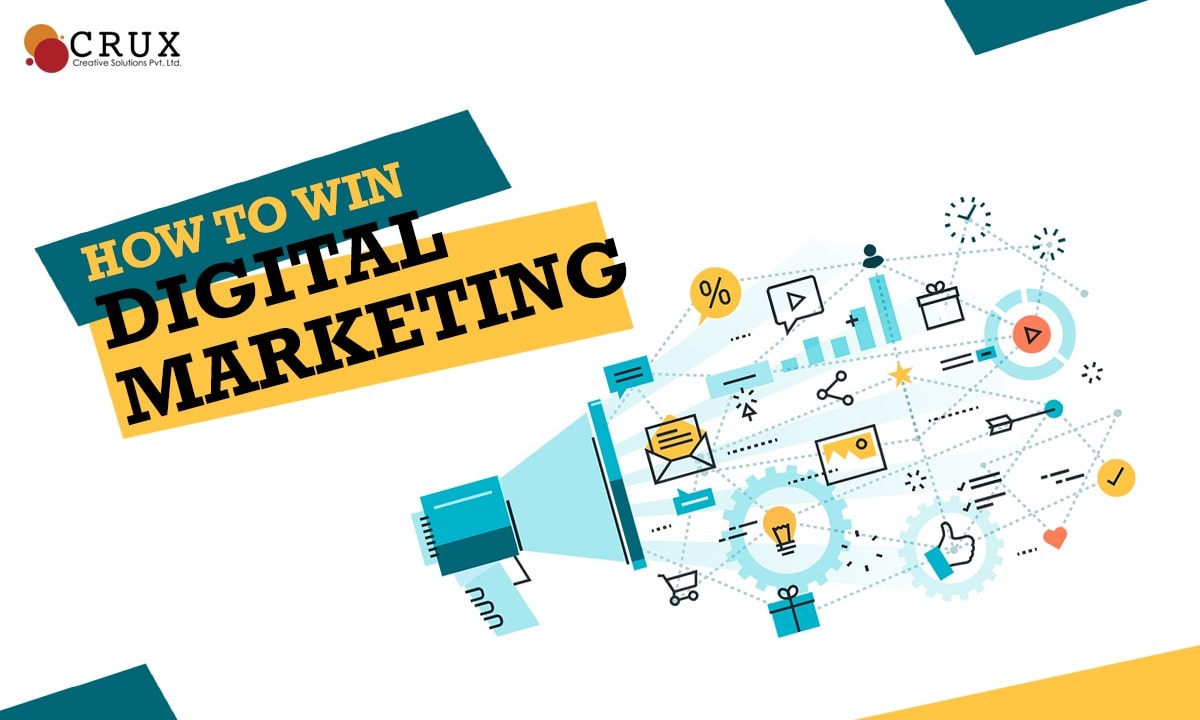 CRUX
Creative Solutions Pvt. Ltd.
HOW TO WIN
DIGITAL
MARKETING
%